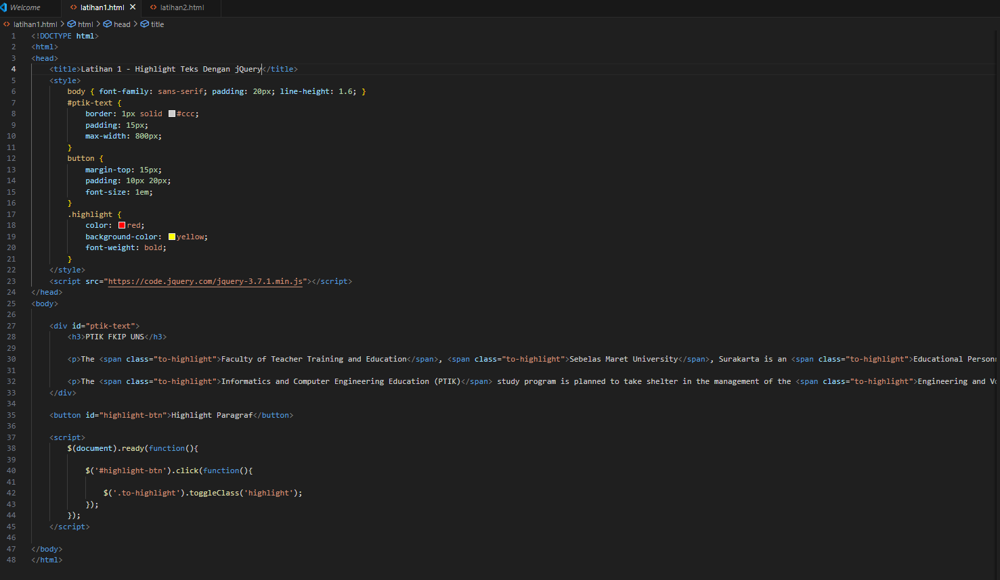 Welcome
latihan1.html
latihan2.html
latihan1.html > html > head > title
1 <!DOCTYPE html>
2 <html>
3 <head>
4 <title>Latihan 1 - Highlight Teks Dengan jQuery</title>
5 <style>
6 body { font-family: sans-serif; padding: 20px; line-height: 1.6; }
7 #ptik-text {
8 border: 1px solid #ccc;
9 padding: 15px;
10 max-width: 800px;
11 }
12 button {
13 margin-top: 15px;
14 padding: 10px 20px;
15 font-size: 1em;
16 }
17 .highlight {
18 color: red;
19 background-color: yellow;
20 font-weight: bold;
21 }
22 </style>
23 <script src="https://code.jquery.com/jquery-3.7.1.min.js"></script>
24 </head>
25 <body>
26
27 <div id="ptik-text">
28 <h3>PTIK FKIP UNS</h3>
29
30 <p>The <span class="to-highlight">Faculty of Teacher Training and Education</span>, <span class="to-highlight">Sebelas Maret University</span>, Surakarta is an <span class="to-highlight">Educational Person
31
32 <p>The <span class="to-highlight">Informatics and Computer Engineering Education (PTIK)</span> study program is planned to take shelter in the management of the <span class="to-highlight">Engineering and Vo
33 </div>
34
35 <button id="highlight-btn">Highlight Paragraf</button>
36
37 <script>
38 $(document).ready(function(){
39
40 $('#highlight-btn').click(function(){
41
42 $('.to-highlight').toggleClass('highlight');
43 });
44 });
45 </script>
46
47 </body>
48 </html>